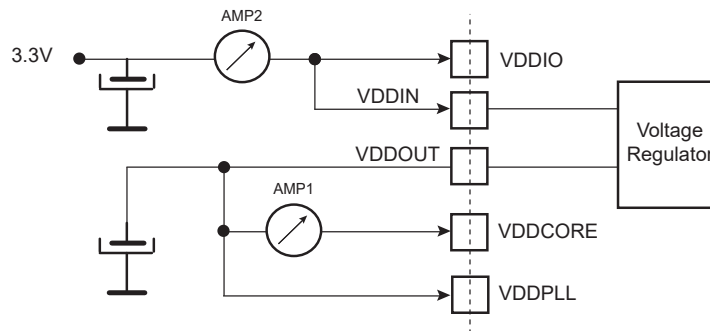 AMP2
3.3V
VDDIO
VDDIN
Voltage
Regulator
VDDOUT
AMP1
VDDCORE
VDDPLL